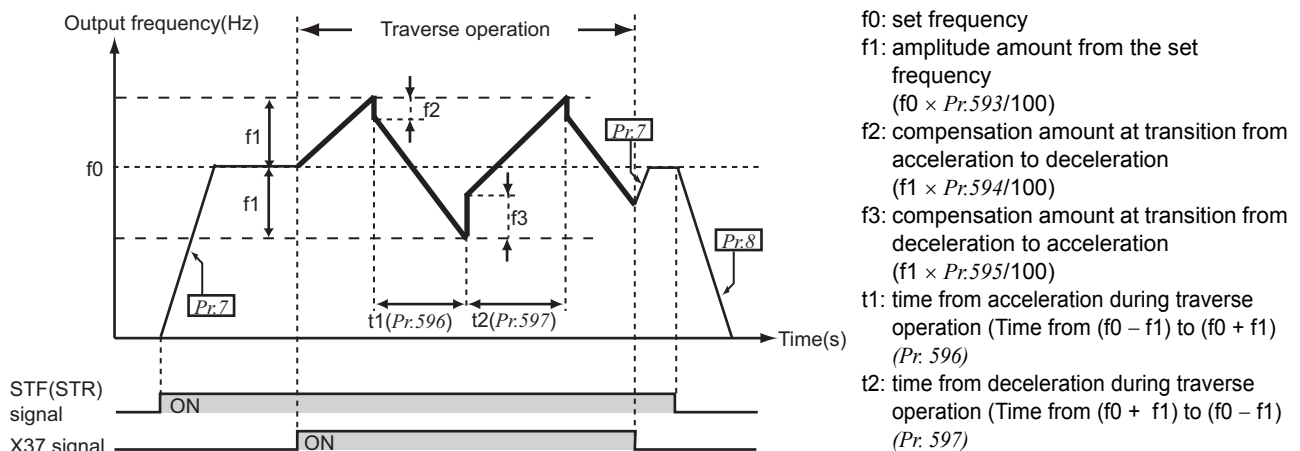 Output frequency(Hz)
Traverse operation
f1
f2
Pr.7
f0
f1
f3
Pr.8
Pr.7
t1(Pr.596) t2(Pr.597)
Time(s)
STF(STR)
signal
ON
X37 signal
ON
f0: set frequency
f1: amplitude amount from the set
frequency
(f0 × Pr.593/100)
f2: compensation amount at transition from
acceleration to deceleration
(f1 × Pr.594/100)
f3: compensation amount at transition from
deceleration to acceleration
(f1 × Pr.595/100)
t1: time from acceleration during traverse
operation (Time from (f0 − f1) to (f0 + f1)
(Pr. 596)
t2: time from deceleration during traverse
operation (Time from (f0 + f1) to (f0 − f1)
(Pr. 597)